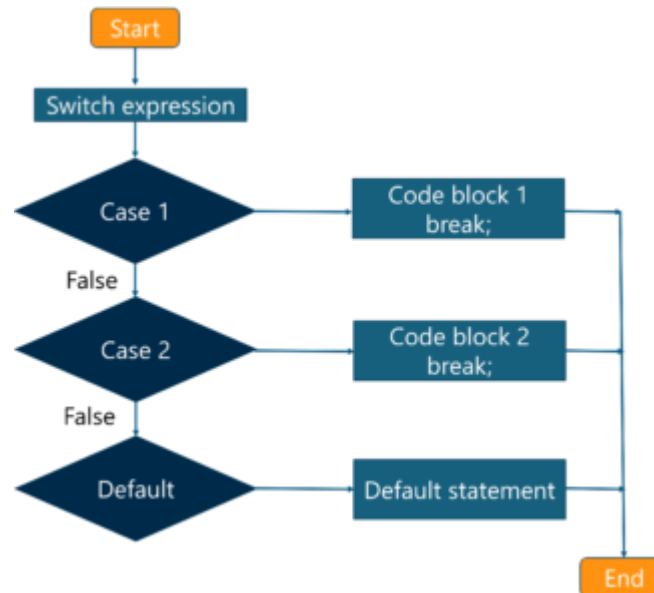 Start
Switch expression
Case 1
Code block 1
break;
False
Case 2
Code block 2
break;
False
Default
Default statement
End